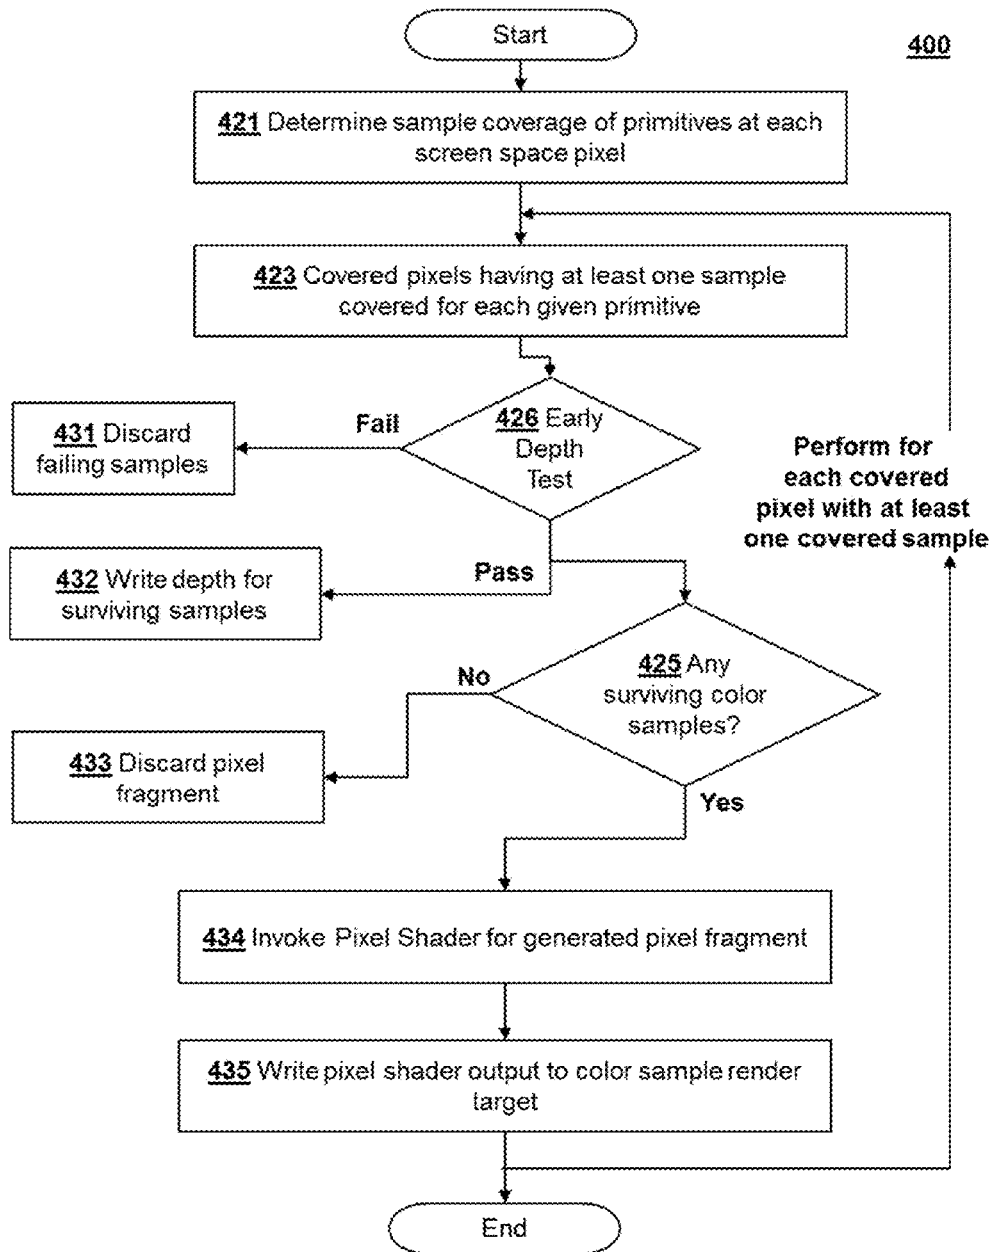 Start
400
421 Determine sample coverage of primitives at each
screen space pixel
423 Covered pixels having at least one sample
covered for each given primitive
Fail
426 Early
Depth
Test
431 Discard
failing samples
Perform for
each covered
pixel with at least
one covered sample
Pass
432 Write depth for
surviving samples
No
425 Any
surviving color
samples?
433 Discard pixel
fragment
Yes
434 Invoke Pixel Shader for generated pixel fragment
435 Write pixel shader output to color sample render
target
End